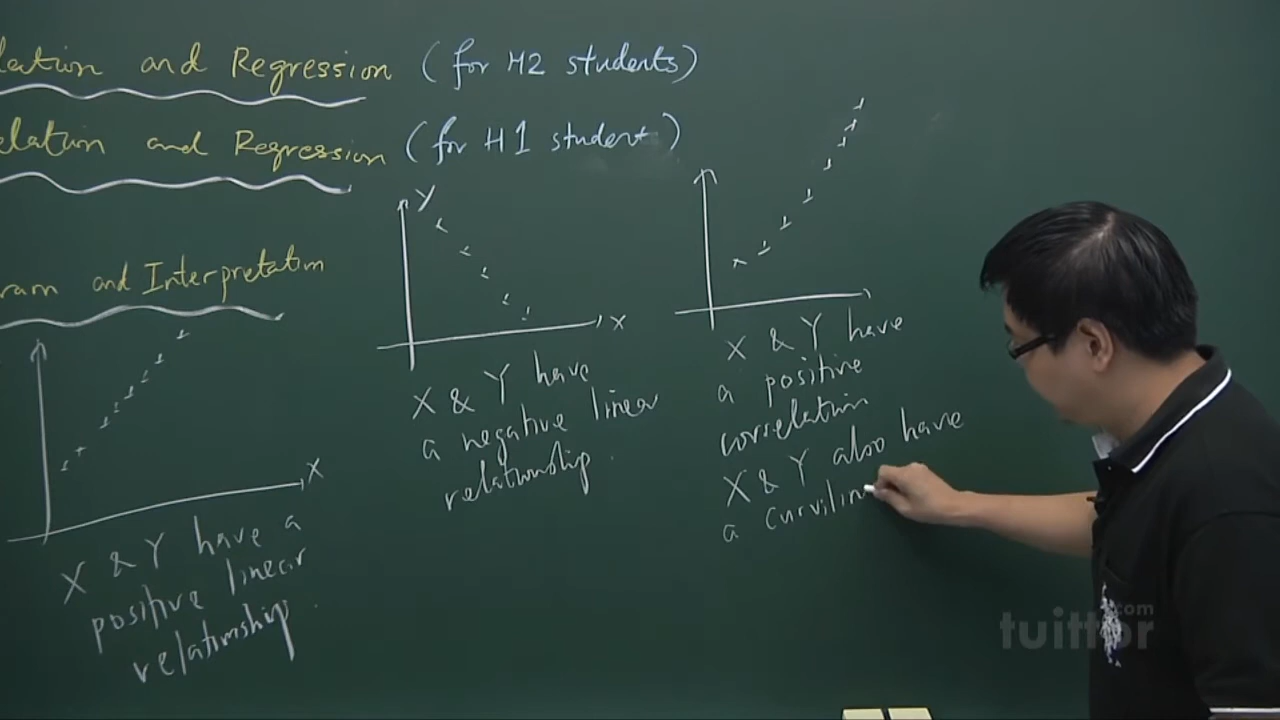 lation and Regression (for H2 students)
elation and Regression (for H1 student)
ram and Interpretation
X
X & Y have a
positive linear
relationship.
Y
X
X & Y have
a negative linear
relationship.
X & Y have
a positive
correlation
X & Y also have
a curvilin
tuittor.com